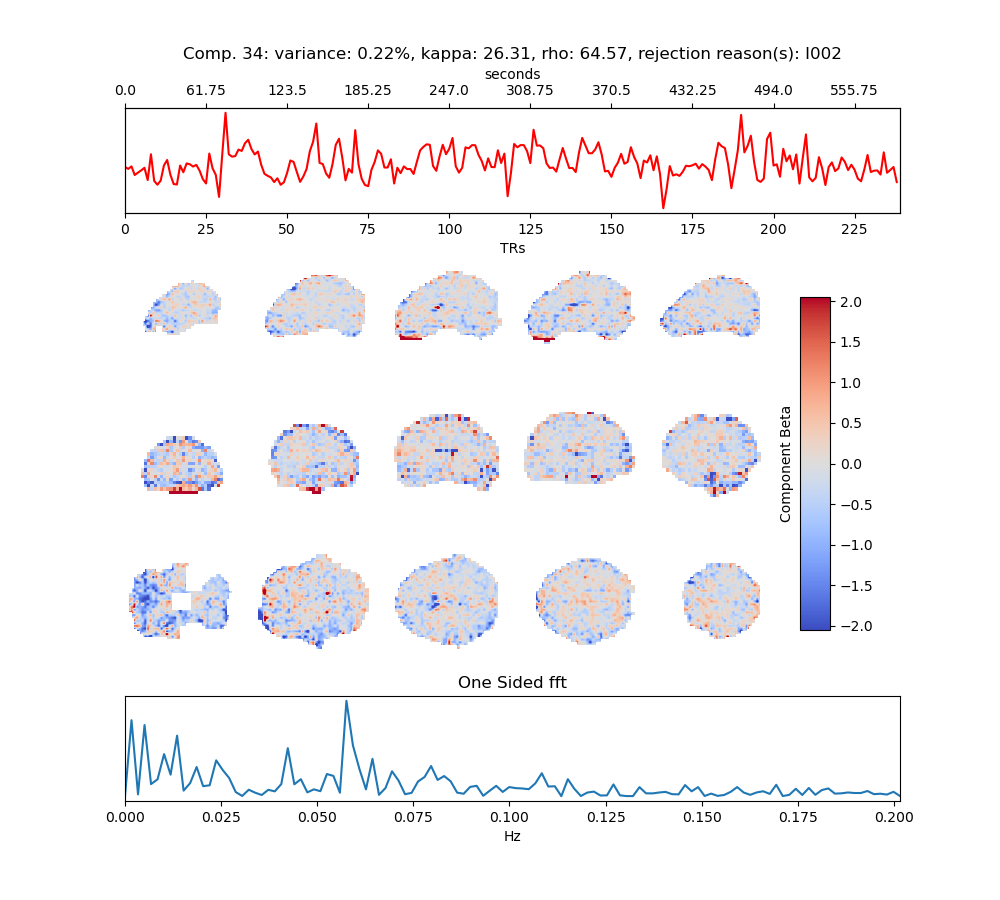 Comp. 34: variance: 0.22%, kappa: 26.31, rho: 64.57, rejection reason(s): I002
seconds
0.0 61.75 123.5 185.25 247.0 308.75 370.5 432.25 494.0 555.75
0 25 50 75 100 125 150 175 200 225
TRs
2.0
1.5
1.0
0.5
0.0
−0.5
−1.0
−1.5
−2.0
Component Beta
One Sided fft
0.000 0.025 0.050 0.075 0.100 0.125 0.150 0.175 0.200
Hz